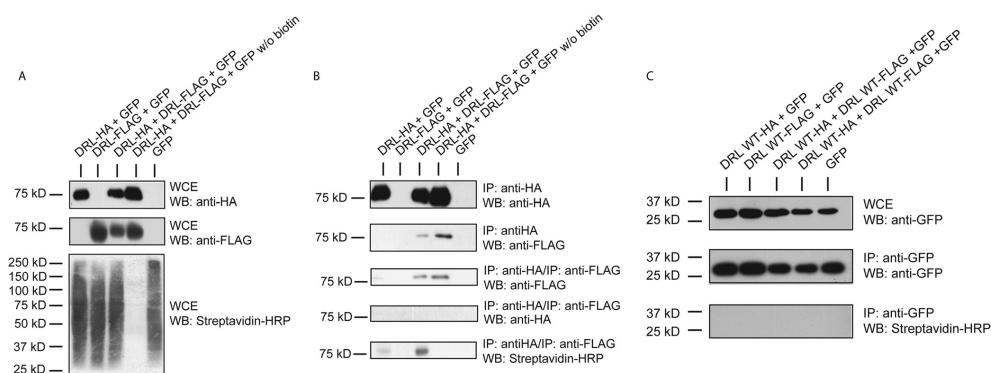 A
DRL-HA + GFP
DRL-FLAG + GFP
DRL-HA + DRL-FLAG + GFP
DRL-HA + DRL-FLAG + GFP w/o biotin
GFP
75 kD
WCE
WB: anti-HA
75 kD
WCE
WB: anti-FLAG
250 kD
150 kD
100 kD
75 kD
50 kD
37 kD
25 kD
WCE
WB: Streptavidin-HRP
B
DRL-HA + GFP
DRL-FLAG + GFP
DRL-HA + DRL-FLAG + GFP
DRL-HA + DRL-FLAG + GFP w/o biotin
GFP
75 kD
IP: anti-HA
WB: anti-HA
75 kD
IP: antiHA
WB: anti-FLAG
75 kD
IP: anti-HA/IP: anti-FLAG
WB: anti-FLAG
75 kD
IP: anti-HA/IP: anti-FLAG
WB: anti-HA
75 kD
IP: antiHA/IP: anti-FLAG
WB: Streptavidin-HRP
C
DRL WT-HA + GFP
DRL WT-FLAG + GFP
DRL WT-HA + DRL WT-FLAG +GFP
DRL WT-HA + DRL WT-FLAG +GFP
GFP
37 kD
25 kD
WCE
WB: anti-GFP
37 kD
25 kD
IP: anti-GFP
WB: anti-GFP
37 kD
25 kD
IP: anti-GFP
WB: Streptavidin-HRP